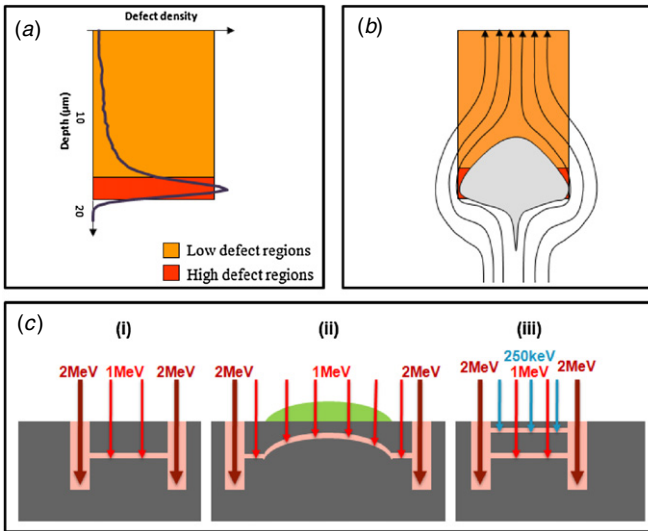 (a)
Defect density
Depth (μm)
10
20
Low defect regions
High defect regions
(b)
(c)
(i)
2MeV 1MeV 2MeV
(ii)
2MeV 1MeV 2MeV
(iii)
250keV
2MeV 1MeV 2MeV